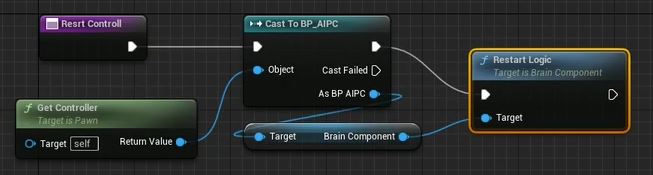 Resrt Controll
Cast To BP_AIPC
Object
Cast Failed
As BP AIPC
Restart Logic
Target is Brain Component
Target
f Get Controller
Target is Pawn
Target self
Return Value
Target
Brain Component